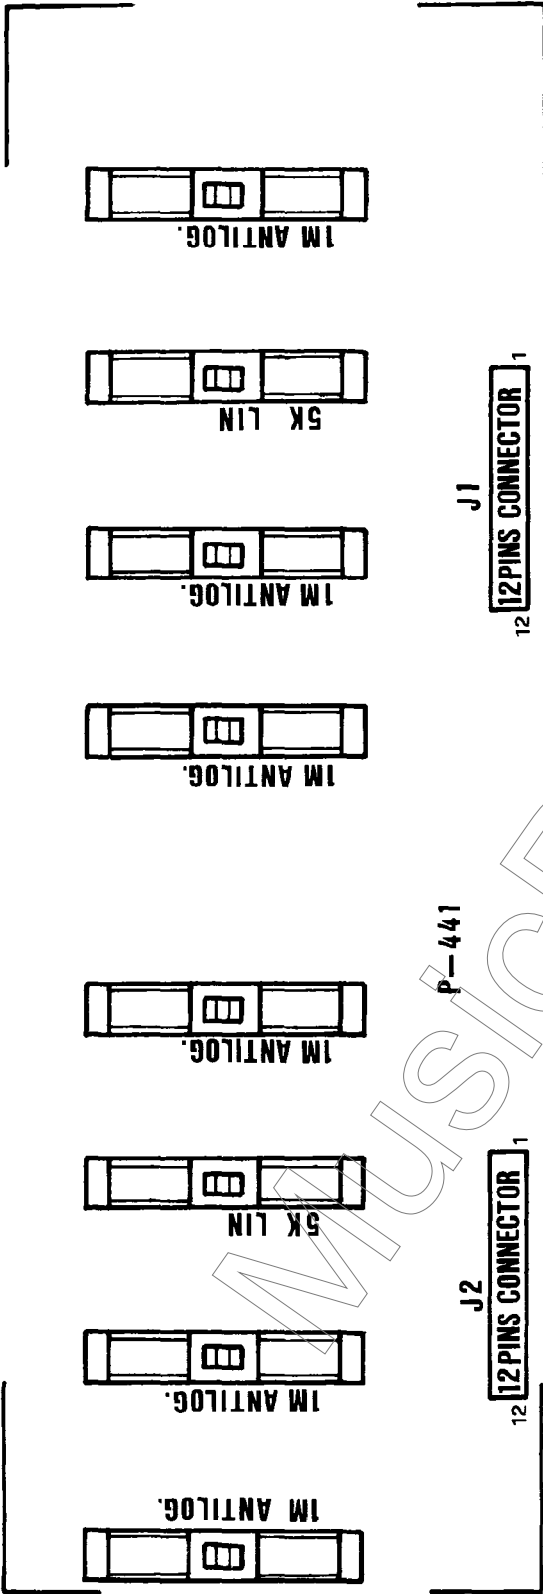 1M ANTILOG.
5K LIN
1
J1
12PINS CONNECTOR
12
1M ANTILOG.
1M ANTILOG.
P-441
1M ANTILOG.
5K LIN
1
J2
12PINS CONNECTOR
12
1M ANTILOG.
1M ANTILOG.